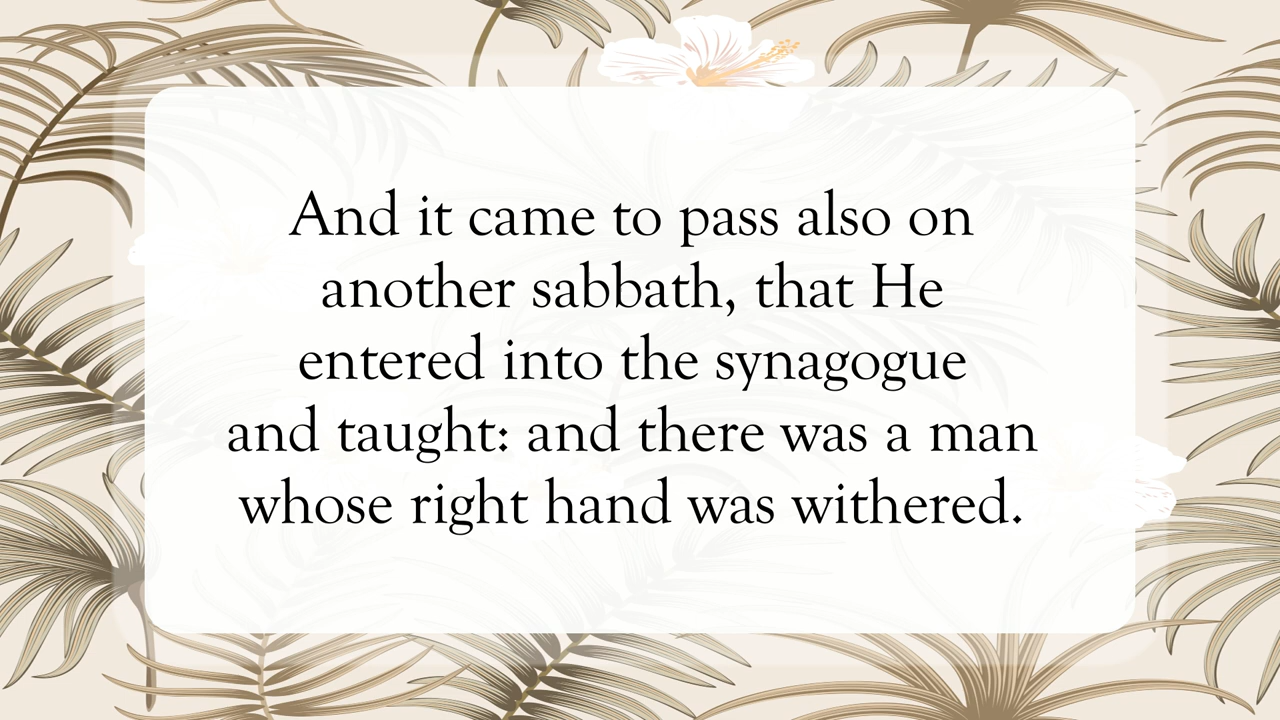 And it came to pass also on
another sabbath, that He
entered into the synagogue
and taught: and there was a man
whose right hand was withered.